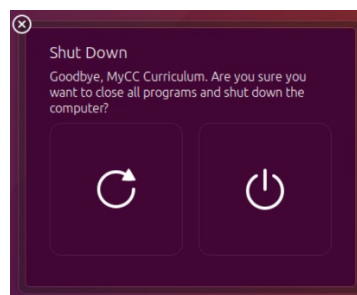 Shut Down
Goodbye, MyCC Curriculum. Are you sure you
want to close all programs and shut down the
computer?